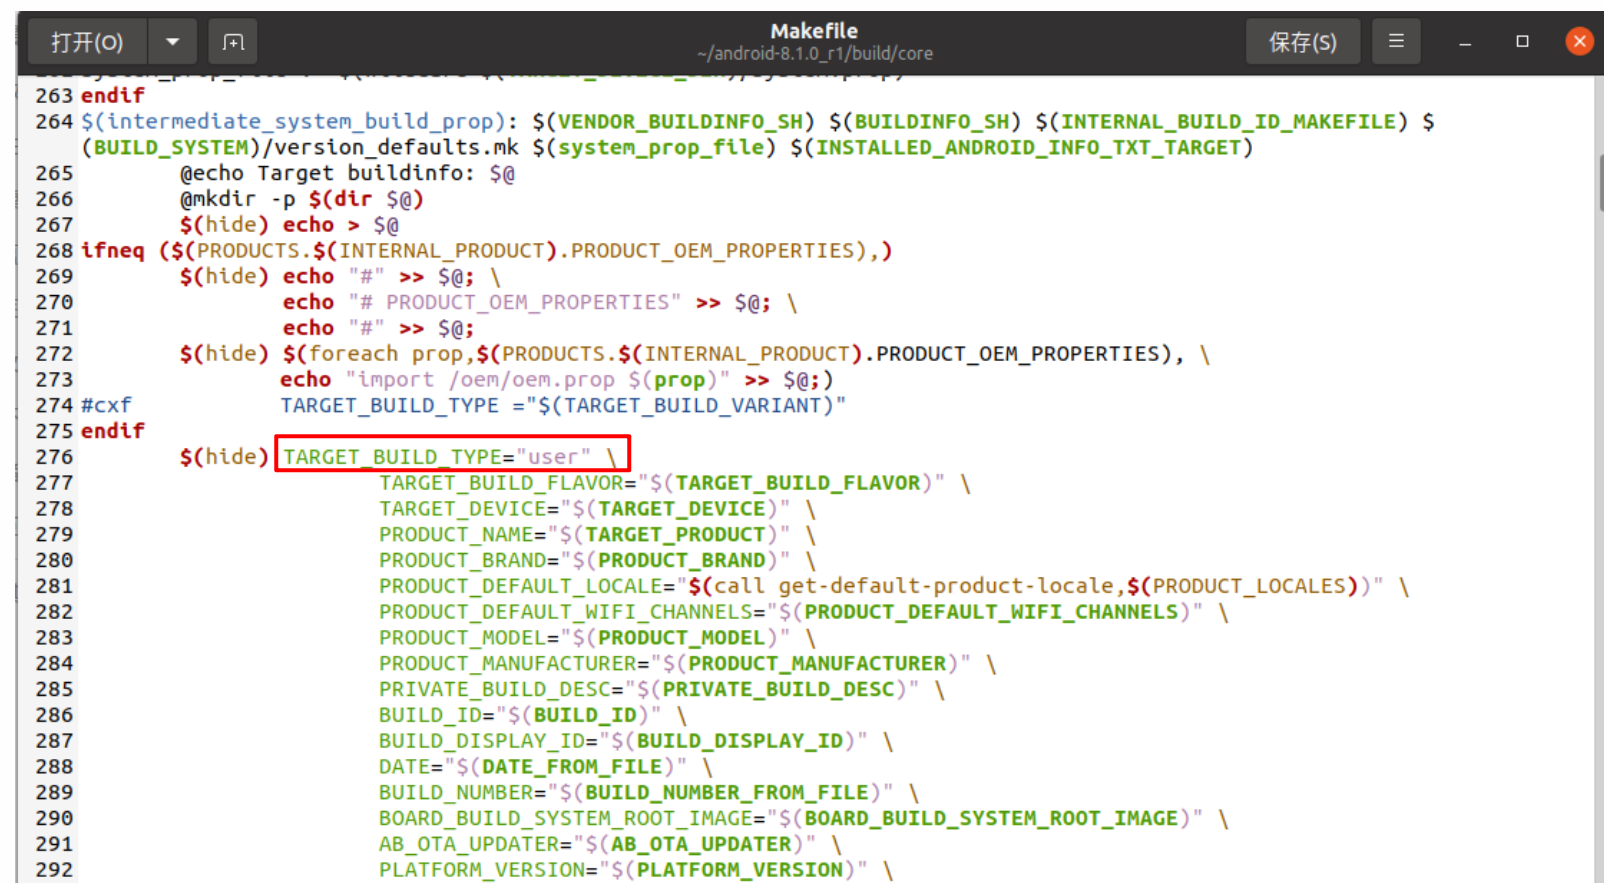 打开(O)
Makefile
~/android-8.1.0_r1/build/core
保存(S)
263 endif
264 $(intermediate_system_build_prop): $(VENDOR_BUILDINFO_SH) $(BUILDINFO_SH) $(INTERNAL_BUILD_ID_MAKEFILE) $
(BUILD_SYSTEM)/version_defaults.mk $(system_prop_file) $(INSTALLED_ANDROID_INFO_TXT_TARGET)
265 @echo Target buildinfo: $@
266 @mkdir -p $(dir $@)
267 $(hide) echo > $@
268 ifneq ($(PRODUCTS.$(INTERNAL_PRODUCT).PRODUCT_OEM_PROPERTIES),)
269 $(hide) echo "#" >> $@; \
270 echo "# PRODUCT_OEM_PROPERTIES" >> $@; \
271 echo "#" >> $@;
272 $(hide) $(foreach prop,$(PRODUCTS.$(INTERNAL_PRODUCT).PRODUCT_OEM_PROPERTIES), \
273 echo "import /oem/oem.prop $(prop)" >> $@;)
274 #cxf TARGET_BUILD_TYPE ="$(TARGET_BUILD_VARIANT)"
275 endif
276 $(hide) TARGET_BUILD_TYPE="user" \
277 TARGET_BUILD_FLAVOR="$(TARGET_BUILD_FLAVOR)" \
278 TARGET_DEVICE="$(TARGET_DEVICE)" \
279 PRODUCT_NAME="$(TARGET_PRODUCT)" \
280 PRODUCT_BRAND="$(PRODUCT_BRAND)" \
281 PRODUCT_DEFAULT_LOCALE="$(call get-default-product-locale,$(PRODUCT_LOCALES))" \
282 PRODUCT_DEFAULT_WIFI_CHANNELS="$(PRODUCT_DEFAULT_WIFI_CHANNELS)" \
283 PRODUCT_MODEL="$(PRODUCT_MODEL)" \
284 PRODUCT_MANUFACTURER="$(PRODUCT_MANUFACTURER)" \
285 PRIVATE_BUILD_DESC="$(PRIVATE_BUILD_DESC)" \
286 BUILD_ID="$(BUILD_ID)" \
287 BUILD_DISPLAY_ID="$(BUILD_DISPLAY_ID)" \
288 DATE="$(DATE_FROM_FILE)" \
289 BUILD_NUMBER="$(BUILD_NUMBER_FROM_FILE)" \
290 BOARD_BUILD_SYSTEM_ROOT_IMAGE="$(BOARD_BUILD_SYSTEM_ROOT_IMAGE)" \
291 AB_OTA_UPDATER="$(AB_OTA_UPDATER)" \
292 PLATFORM_VERSION="$(PLATFORM_VERSION)" \